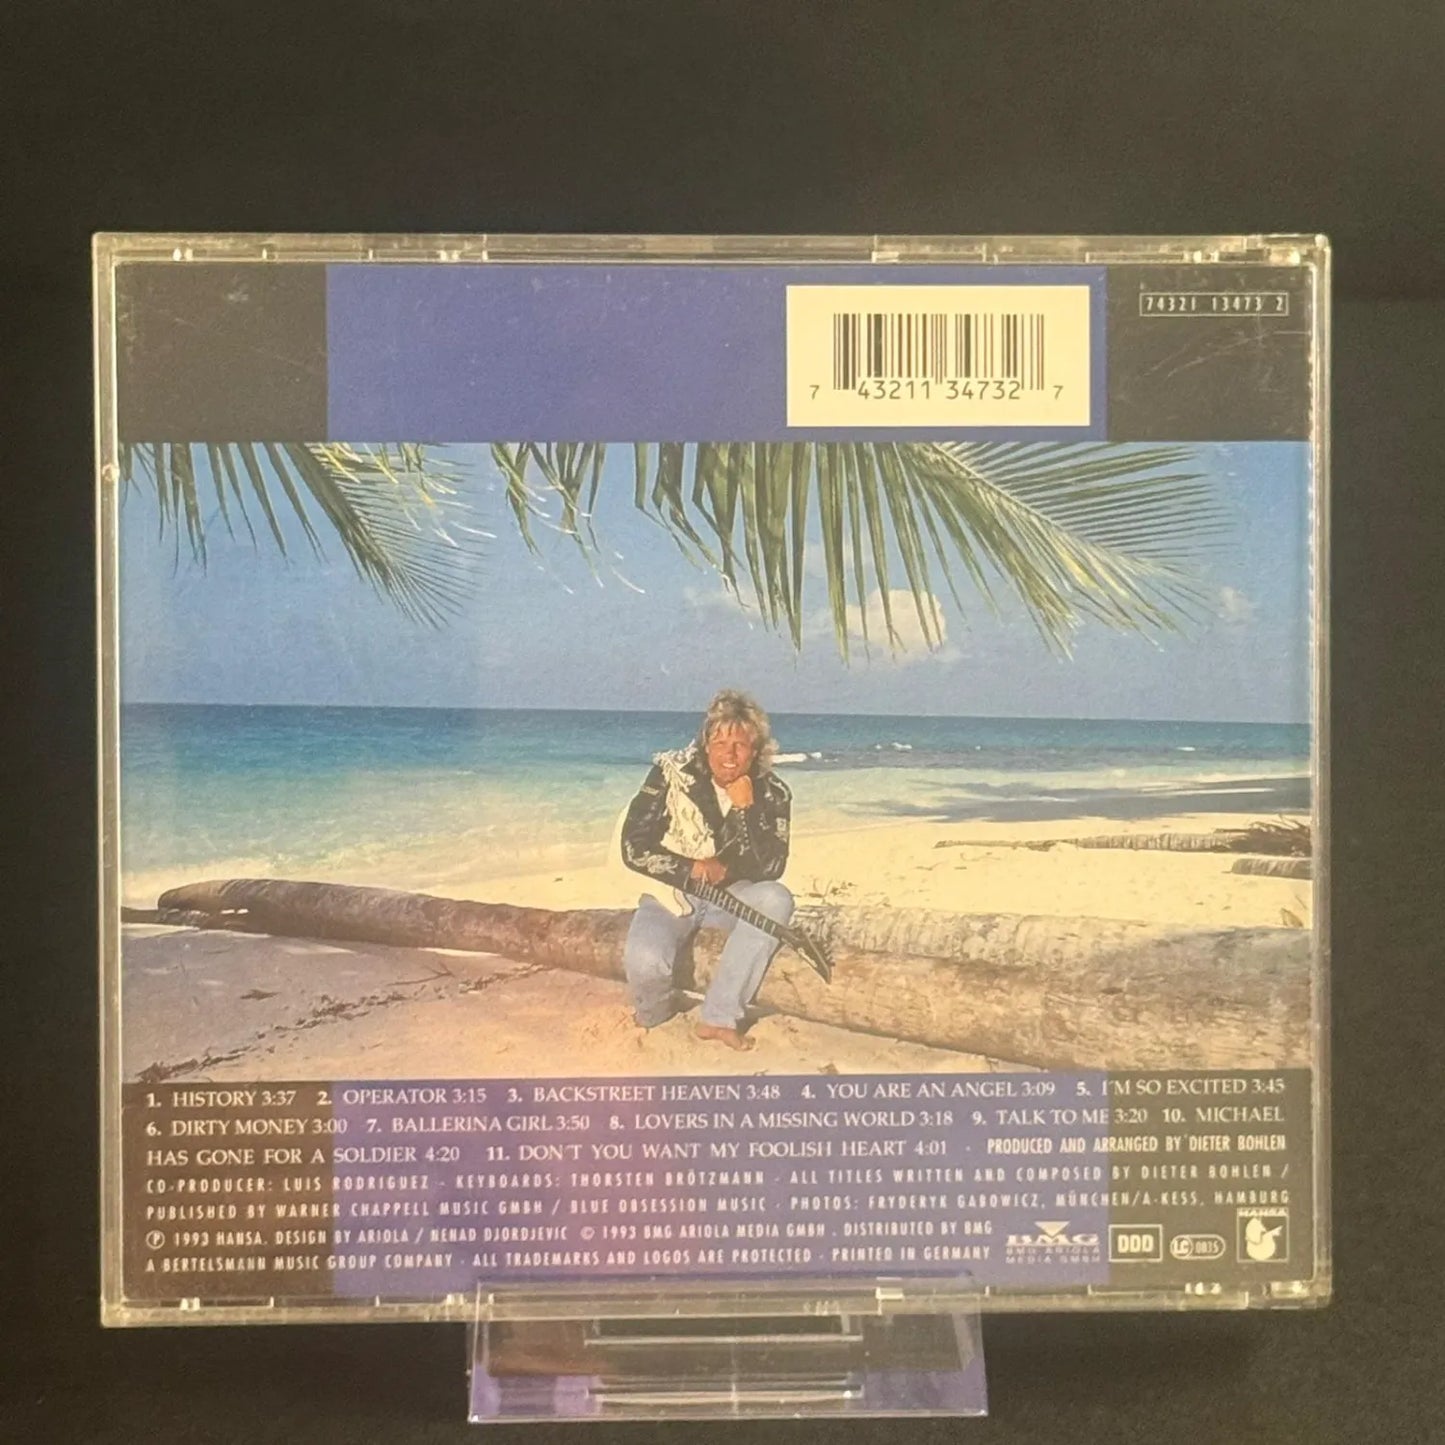 74321 13473 2
7 43211 34732 7
1. HISTORY 3:37 2. OPERATOR 3:15 3. BACKSTREET HEAVEN 3:48 4. YOU ARE AN ANGEL 3:09 5. I´M SO EXCITED 3:45
6. DIRTY MONEY 3:00 7. BALLERINA GIRL 3:50 8. LOVERS IN A MISSING WORLD 3:18 9. TALK TO ME 3:20 10. MICHAEL
HAS GONE FOR A SOLDIER 4:20 11. DON´T YOU WANT MY FOOLISH HEART 4:01 · PRODUCED AND ARRANGED BY DIETER BOHLEN
CO-PRODUCER: LUIS RODRIGUEZ - KEYBOARDS: THORSTEN BRÖTZMANN - ALL TITLES WRITTEN AND COMPOSED BY DIETER BOHLEN /
PUBLISHED BY WARNER CHAPPELL MUSIC GMBH / BLUE OBSESSION MUSIC - PHOTOS: FRYDERYK GABOWICZ, MÜNCHEN/A-KESS, HAMBURG
℗ 1993 HANSA. DESIGN BY ARIOLA / NENAD DJORDJEVIC © 1993 BMG ARIOLA MEDIA GMBH . DISTRIBUTED BY BMG
A BERTELSMANN MUSIC GROUP COMPANY - ALL TRADEMARKS AND LOGOS ARE PROTECTED - PRINTED IN GERMANY
BMG
BMG ARIOLA
MEDIA GMBH
DDD
LC 0835
HANSA